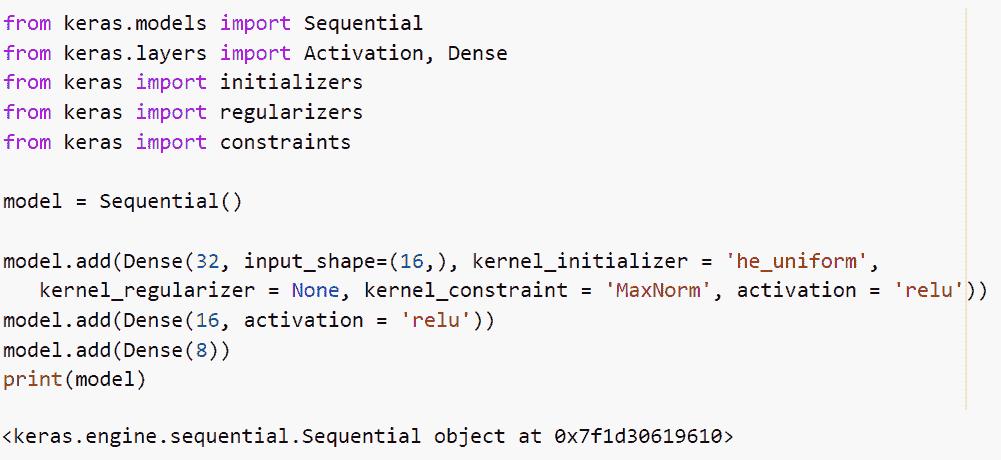 from keras.models import Sequential
from keras.layers import Activation, Dense
from keras import initializers
from keras import regularizers
from keras import constraints
model = Sequential()
model.add(Dense(32, input_shape=(16,), kernel_initializer = 'he_uniform',
kernel_regularizer = None, kernel_constraint = 'MaxNorm', activation = 'relu'))
model.add(Dense(16, activation = 'relu'))
model.add(Dense(8))
print(model)
<keras.engine.sequential.Sequential object at 0x7f1d30619610>